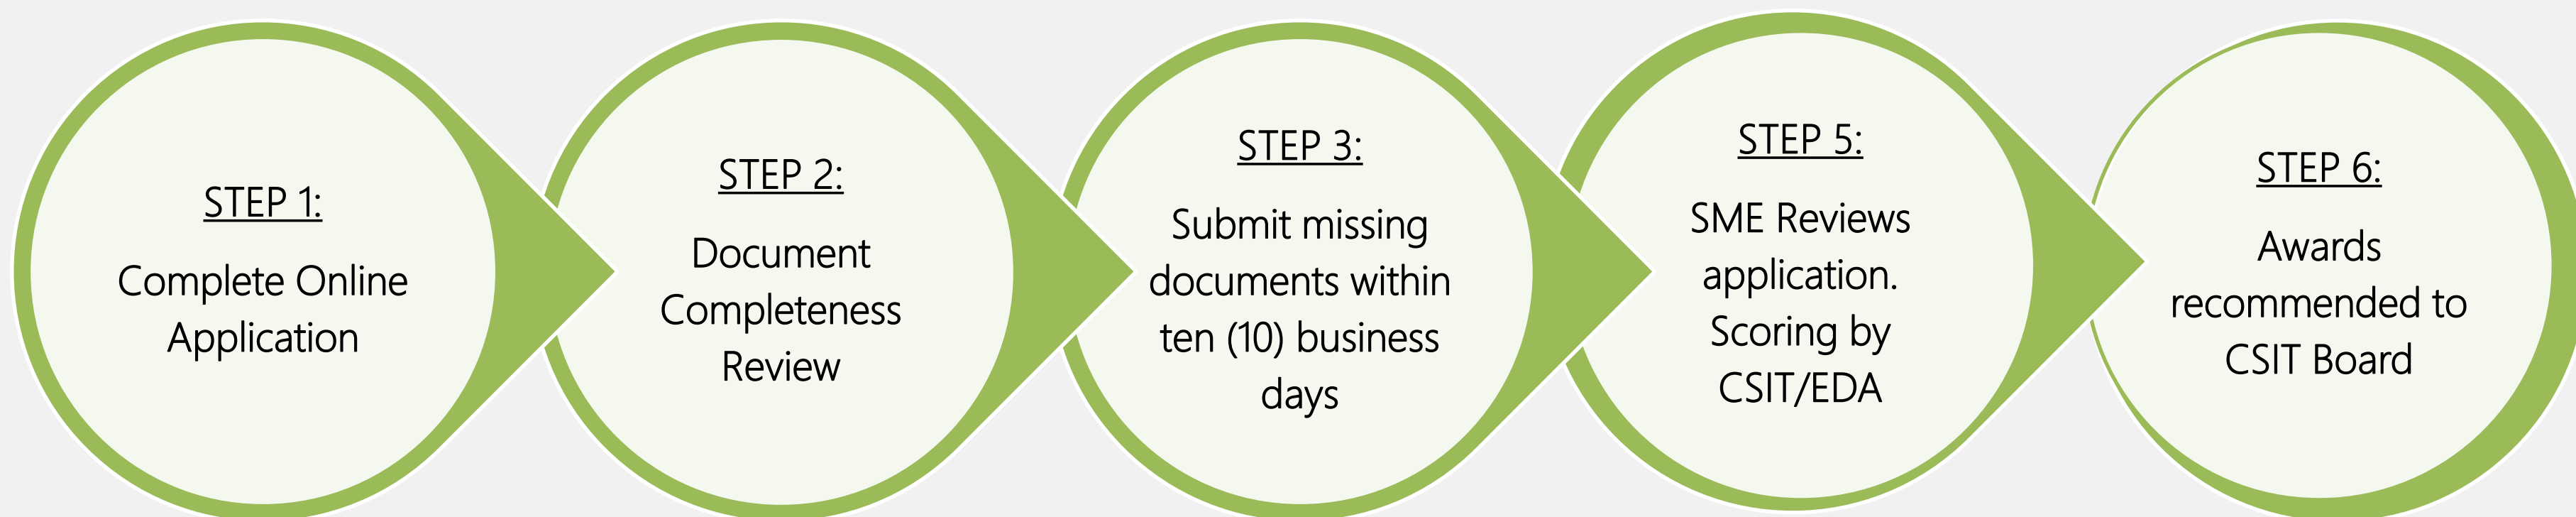 STEP 1:
Complete Online
Application
STEP 2:
Document
Completeness
Review
STEP 3:
Submit missing
documents within
ten (10) business
days
STEP 5:
SME Reviews
application.
Scoring by
CSIT/EDA
STEP 6:
Awards
recommended to
CSIT Board